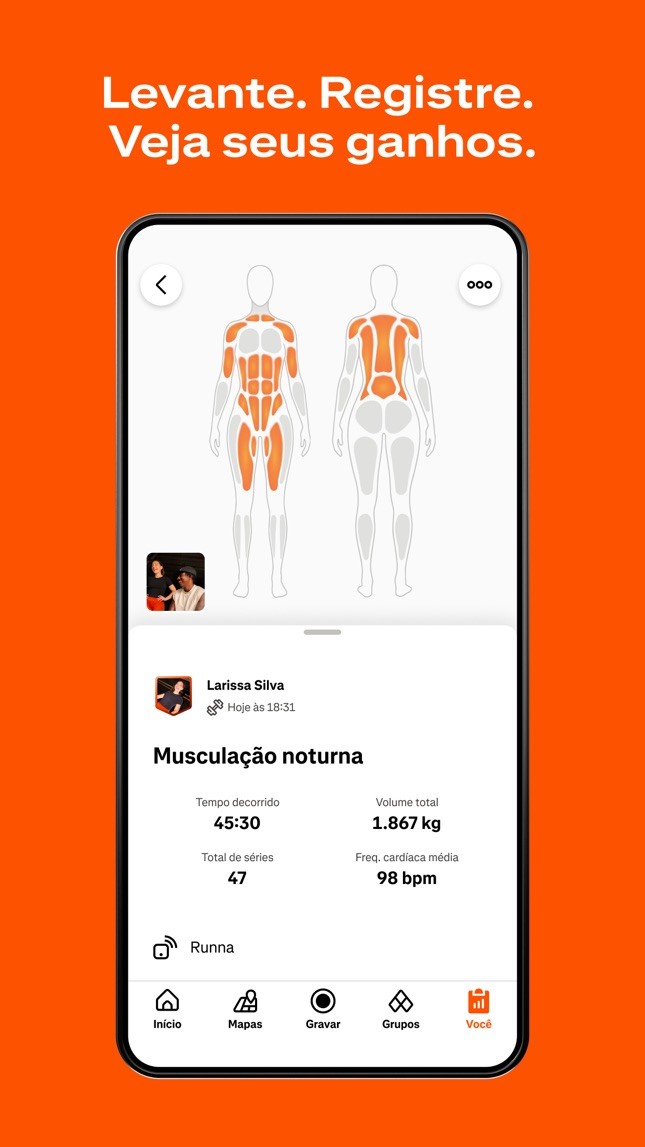 Levante. Registre.
Veja seus ganhos.
Larissa Silva
Hoje às 18:31
Musculação noturna
Tempo decorrido
Volume total
45:30
1.867 kg
Total de séries
Freq. cardíaca média
47
98 bpm
Runna
Início
Mapas
Gravar
Grupos
Você